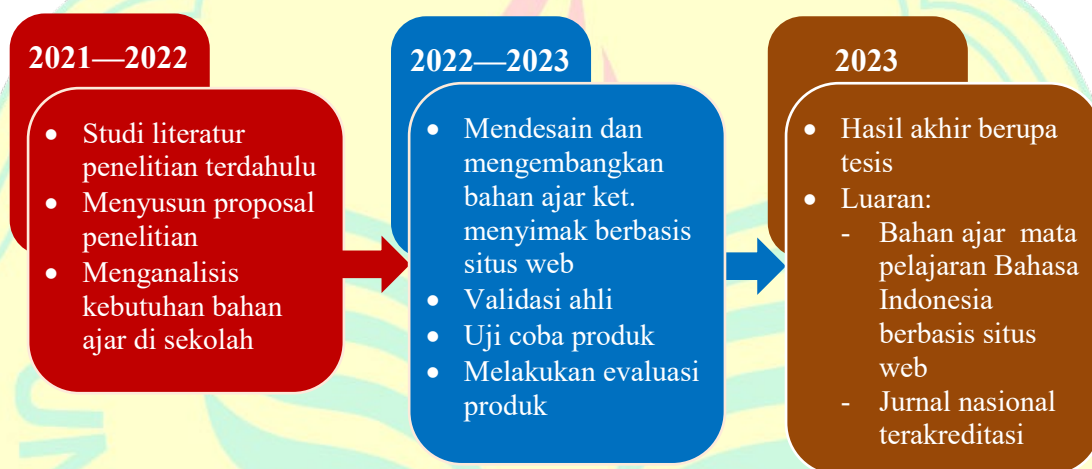 2021—2022
• Studi literatur
penelitian terdahulu
• Menyusun proposal
penelitian
• Menganalisis
kebutuhan bahan
ajar di sekolah
2022—2023
• Mendesain dan
mengembangkan
bahan ajar ket.
menyimak berbasis
situs web
• Validasi ahli
• Uji coba produk
• Melakukan evaluasi
produk
2023
• Hasil akhir berupa
tesis
• Luaran:
- Bahan ajar mata
pelajaran Bahasa
Indonesia
berbasis situs
web
- Jurnal nasional
terakreditasi